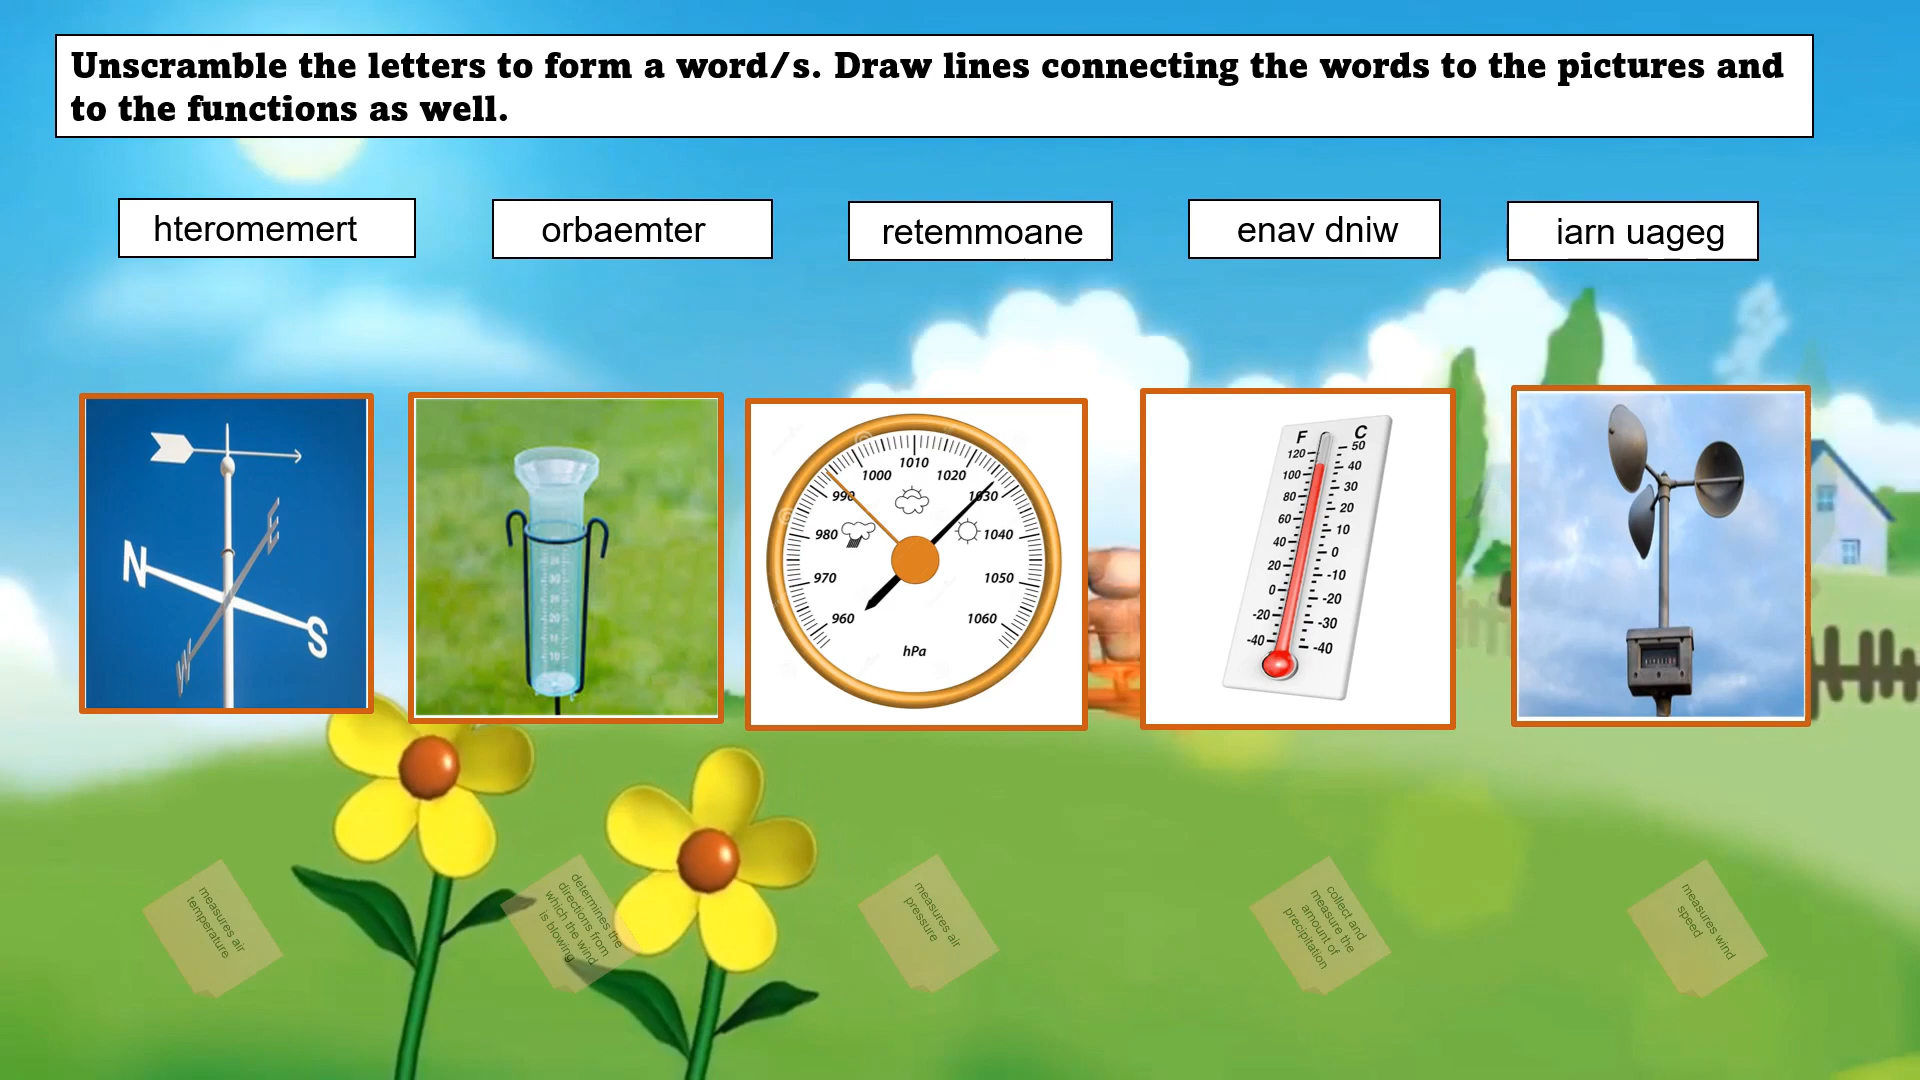 Unscramble the letters to form a word/s. Draw lines connecting the words to the pictures and
to the functions as well.
hteromemert
orbaemter
retemmoane
enav dniw
iarn uageg
N
E
W
S
30
20
10
960
970
980
990
1000
1010
1020
1030
1040
1050
1060
hPa
F
C
120
100
80
60
40
20
0
-20
-40
50
40
30
20
10
0
-10
-20
-30
-40
measures air
temperature
determines the
directions from
which the wind
is blowing
measures air
pressure
collect and
measure the
amount of
precipitation
measures wind
speed